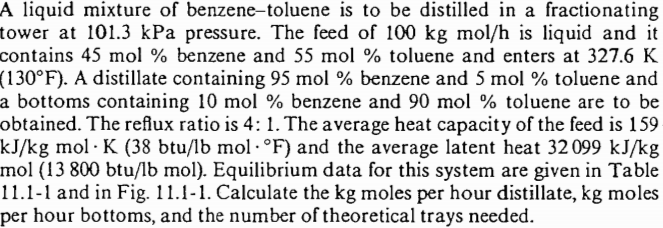 A liquid mixture of benzene–toluene is to be distilled in a fractionating
tower at 101.3 kPa pressure. The feed of 100 kg mol/h is liquid and it
contains 45 mol % benzene and 55 mol % toluene and enters at 327.6 K
(130°F). A distillate containing 95 mol % benzene and 5 mol % toluene and
a bottoms containing 10 mol % benzene and 90 mol % toluene are to be
obtained. The reflux ratio is 4: 1. The average heat capacity of the feed is 159
kJ/kg mol · K (38 btu/lb mol · °F) and the average latent heat 32 099 kJ/kg
mol (13 800 btu/lb mol). Equilibrium data for this system are given in Table
11.1-1 and in Fig. 11.1-1. Calculate the kg moles per hour distillate, kg moles
per hour bottoms, and the number of theoretical trays needed.